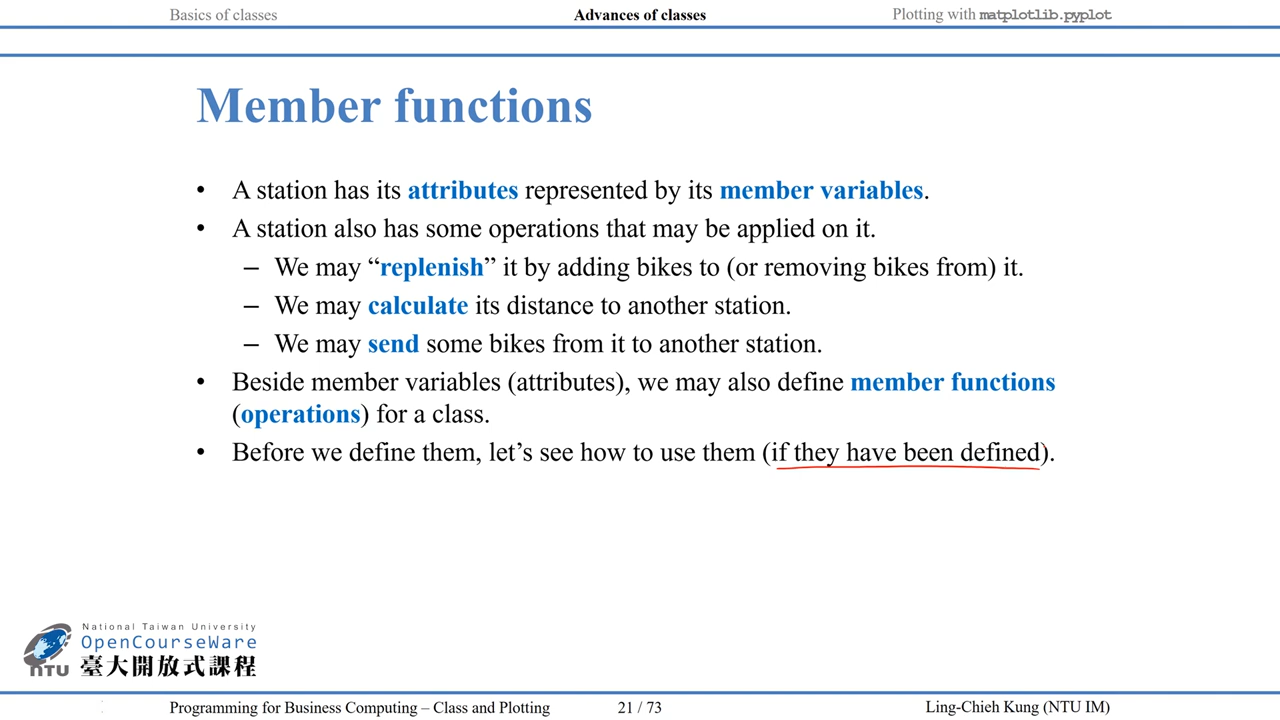 Basics of classes
Advances of classes
Plotting with matplotlib.pyplot
Member functions
• A station has its attributes represented by its member variables.
• A station also has some operations that may be applied on it.
– We may “replenish” it by adding bikes to (or removing bikes from) it.
– We may calculate its distance to another station.
– We may send some bikes from it to another station.
• Beside member variables (attributes), we may also define member functions
(operations) for a class.
• Before we define them, let’s see how to use them (if they have been defined).
National Taiwan University
OpenCourseWare
NTU 臺大開放式課程
Programming for Business Computing – Class and Plotting
21 / 73
Ling-Chieh Kung (NTU IM)